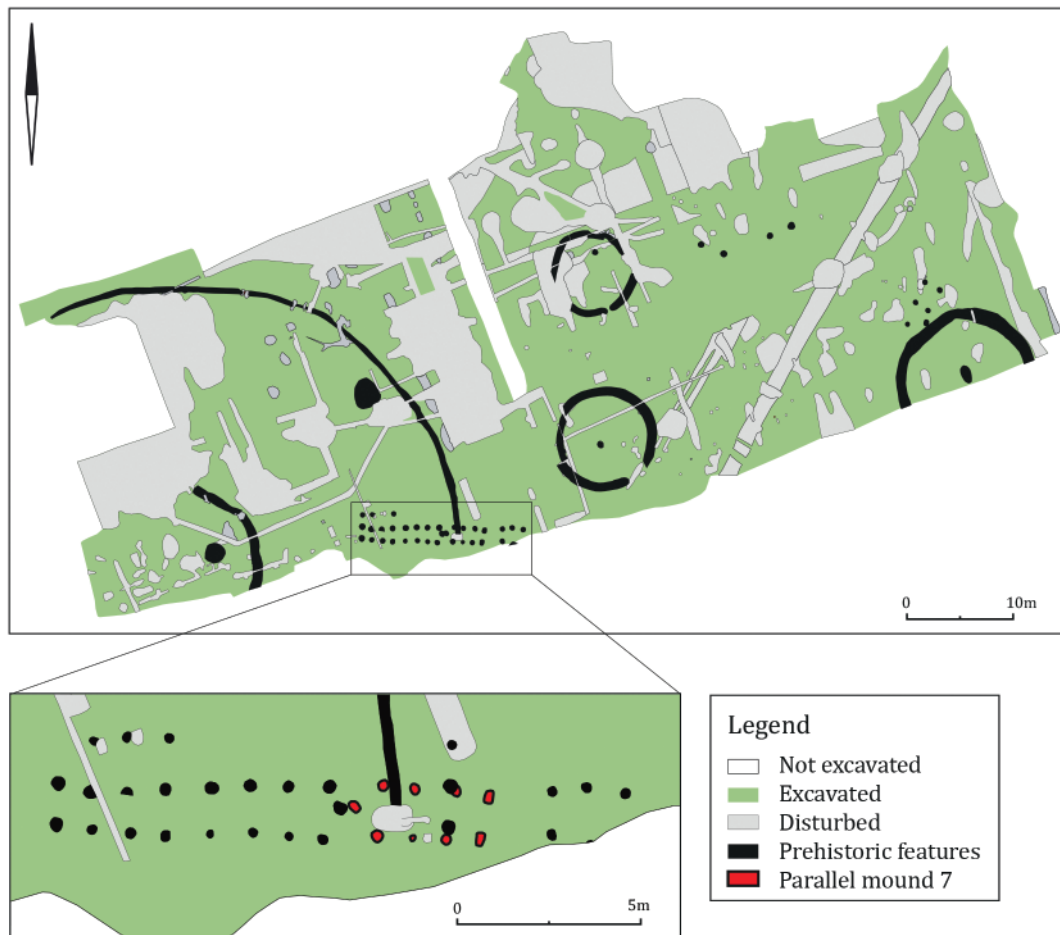 0 10m
Legend
Not excavated
Excavated
Disturbed
Prehistoric features
Parallel mound 7
0 5m